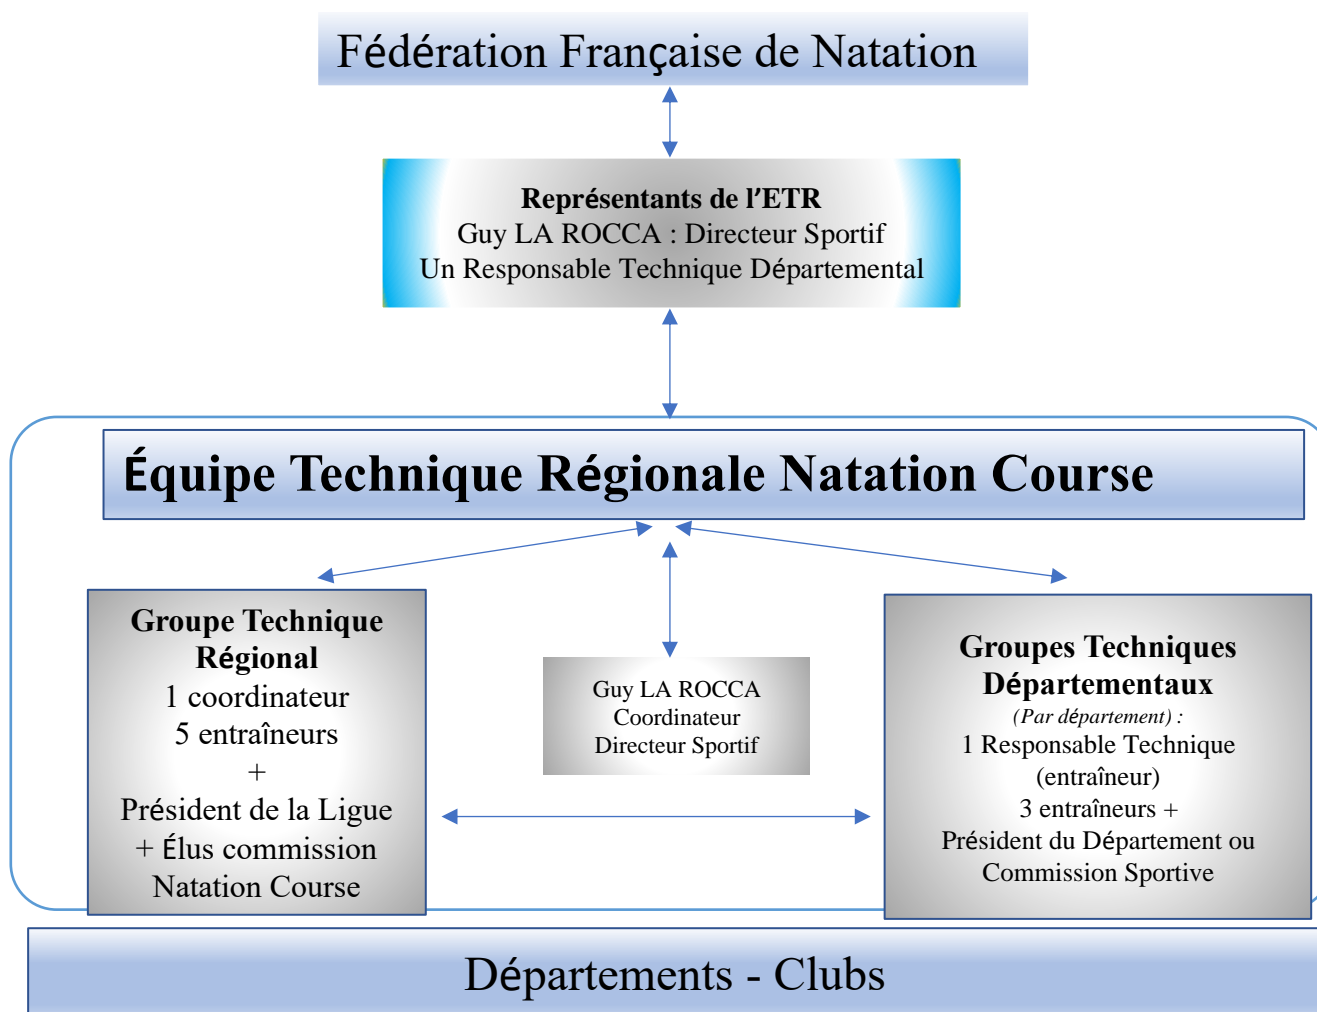 Fédération Française de Natation
Représentants de l'ETR
Guy LA ROCCA : Directeur Sportif
Un Responsable Technique Départemental
Équipe Technique Régionale Natation Course
Groupe Technique
Régional
1 coordinateur
5 entraîneurs
+
Président de la Ligue
+ Élus commission
Natation Course
Guy LA ROCCA
Coordinateur
Directeur Sportif
Groupes Techniques
Départementaux
(Par département) :
1 Responsable Technique
(entraîneur)
3 entraîneurs +
Président du Département ou
Commission Sportive
Départements - Clubs